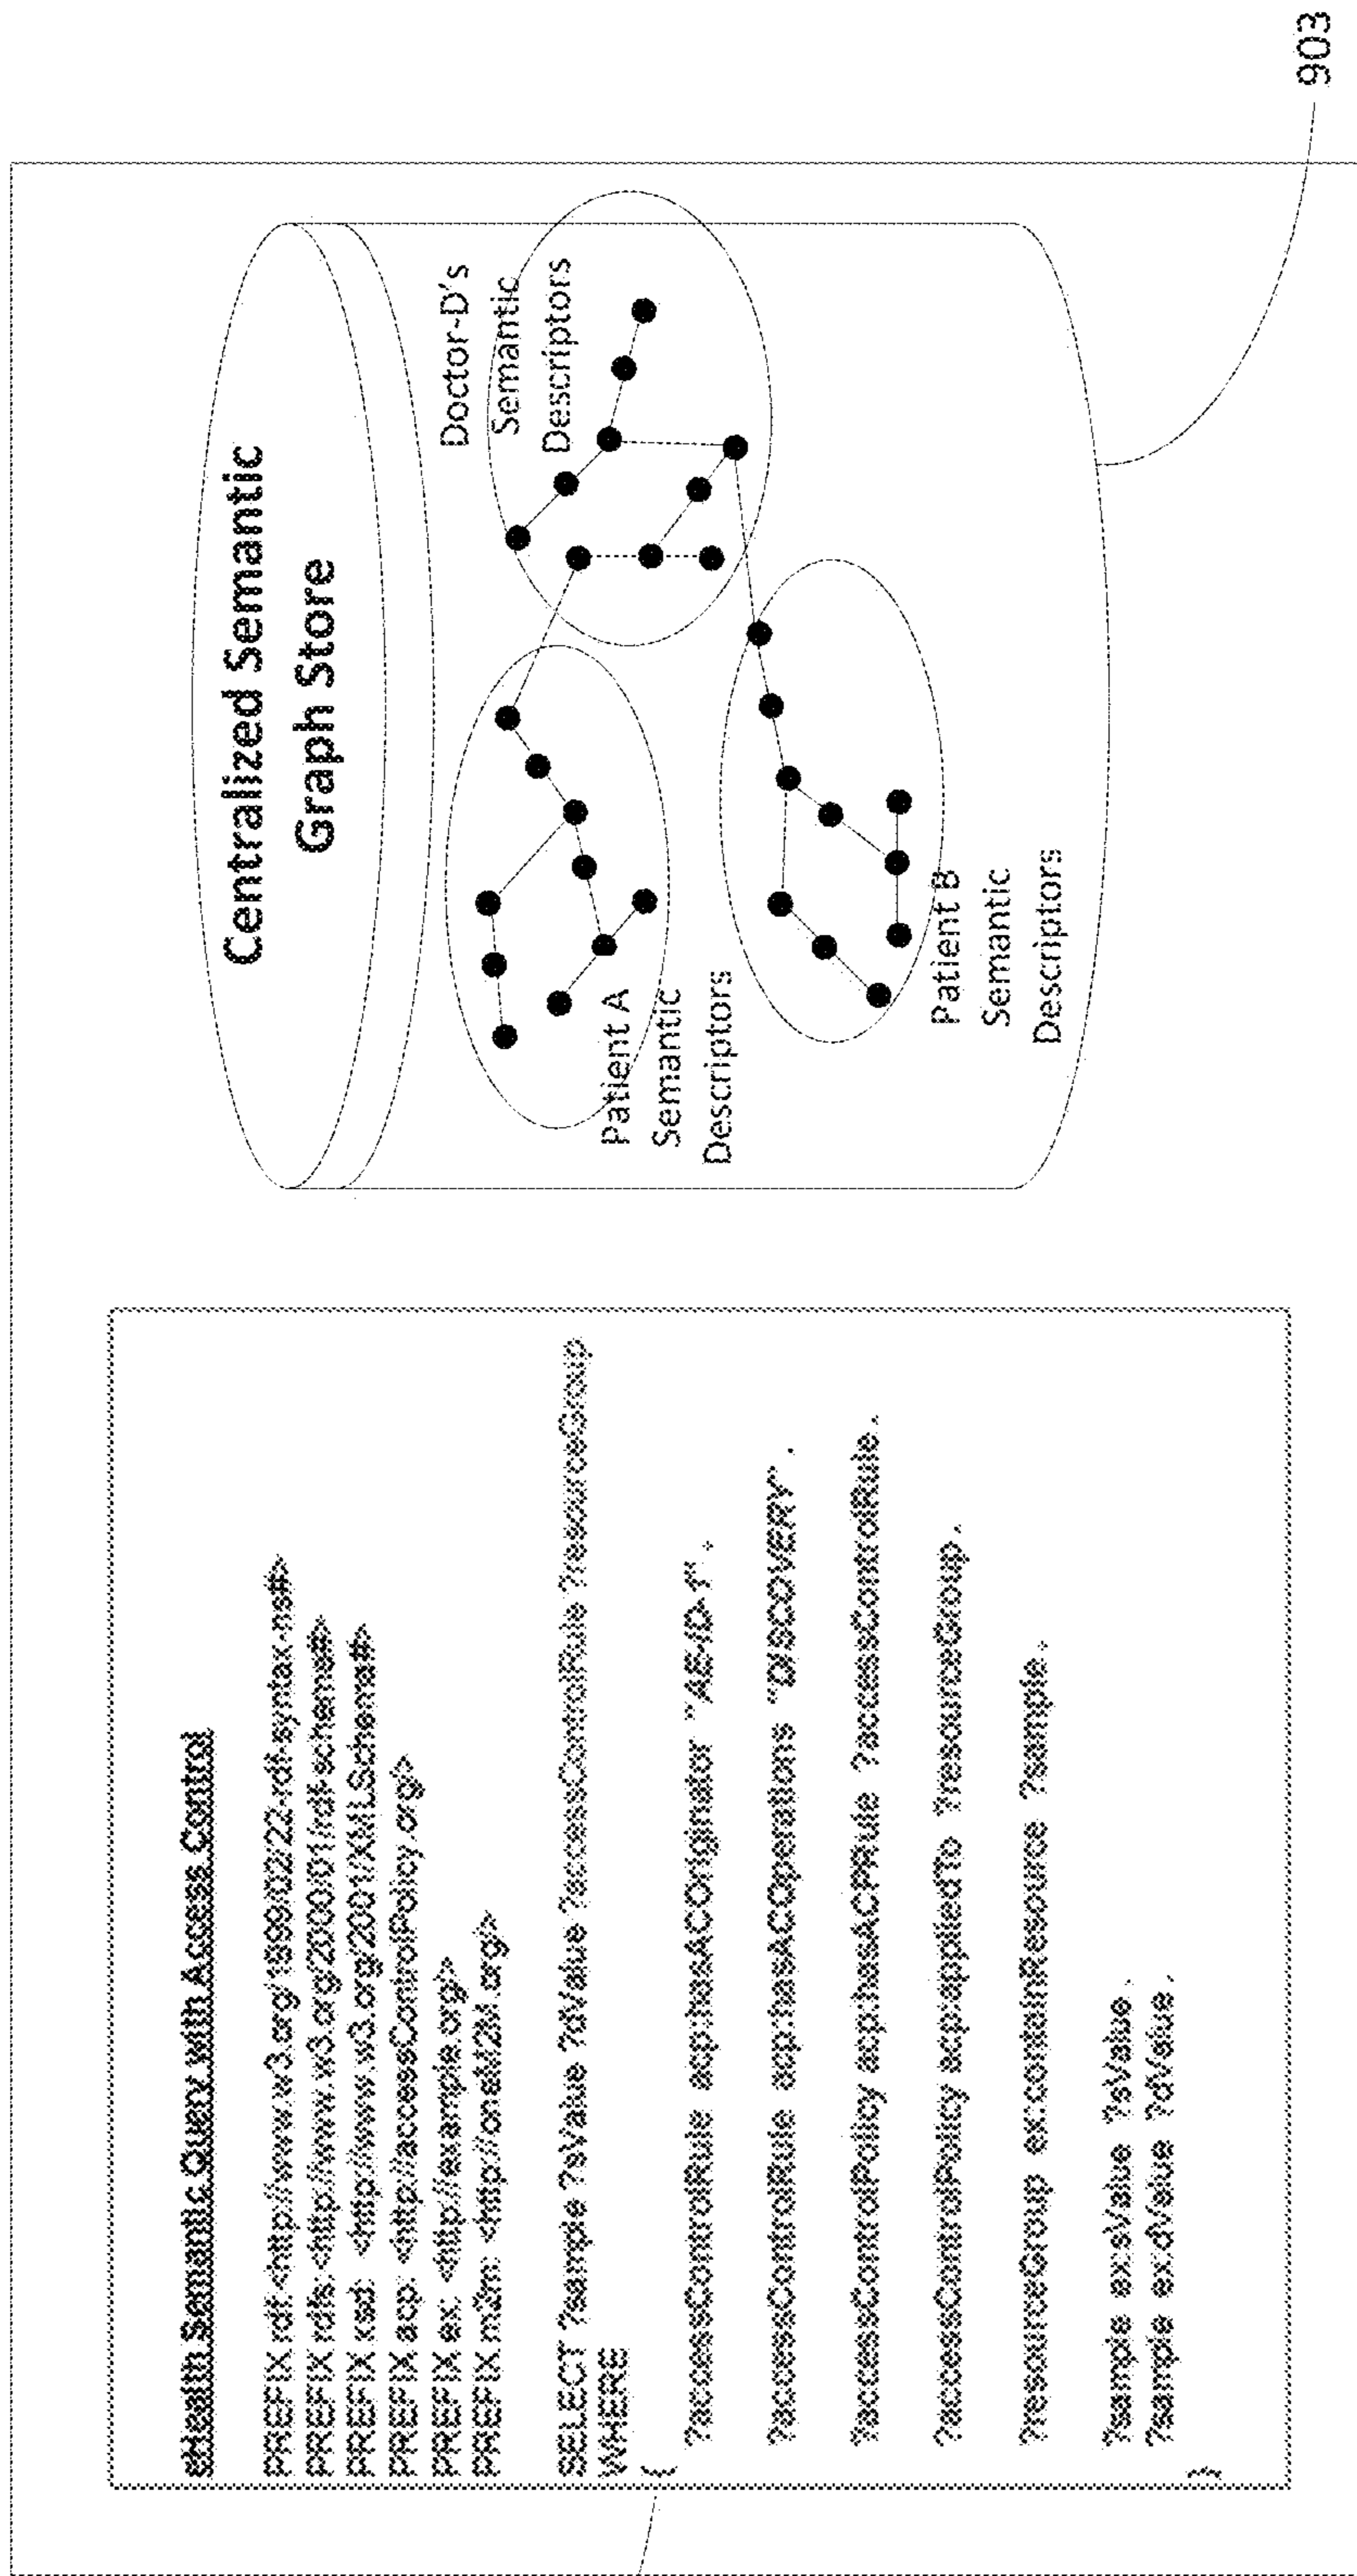 eHealth Semantic Query with Access Control
PREFIX rdf:<http://www.w3.org/1999/02/22-rdf-syntax-ns#>
PREFIX rdfs:<http://www.w3.org/2000/01/rdf-schema#>
PREFIX xsd: <http://www.w3.org/2001/XMLSchema#>
PREFIX acp: <http://accessControlPolicy.org/>
PREFIX ex: <http://example.org/>
PREFIX m2m: <http://oneM2M.org/>
SELECT ?sample ?sValue ?dValue ?accessControlRule ?resourceGroup
WHERE
{
?accessControlRule acp:hasACOriginator "AE-ID-1" .
?accessControlRule acp:hasACOperations "DISCOVERY" .
?accessControlPolicy acp:hasACPRule ?accessControlRule .
?accessControlPolicy acp:appliedTo ?resourceGroup .
?resourceGroup ex:containResource ?sample .
?sample ex:sValue ?sValue .
?sample ex:dValue ?dValue .
}
Centralized Semantic
Graph Store
Doctor-D's
Semantic
Descriptors
Patient A
Semantic
Descriptors
Patient B
Semantic
Descriptors
903